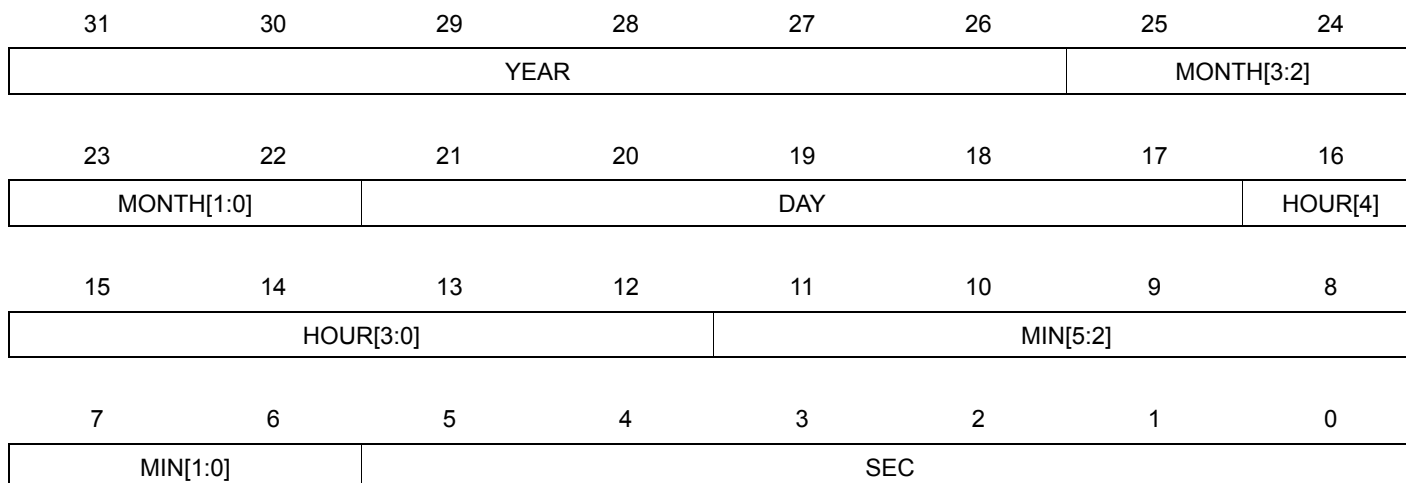 31 30 29 28 27 26 25 24
YEAR MONTH[3:2]
23 22 21 20 19 18 17 16
MONTH[1:0] DAY HOUR[4]
15 14 13 12 11 10 9 8
HOUR[3:0] MIN[5:2]
7 6 5 4 3 2 1 0
MIN[1:0] SEC